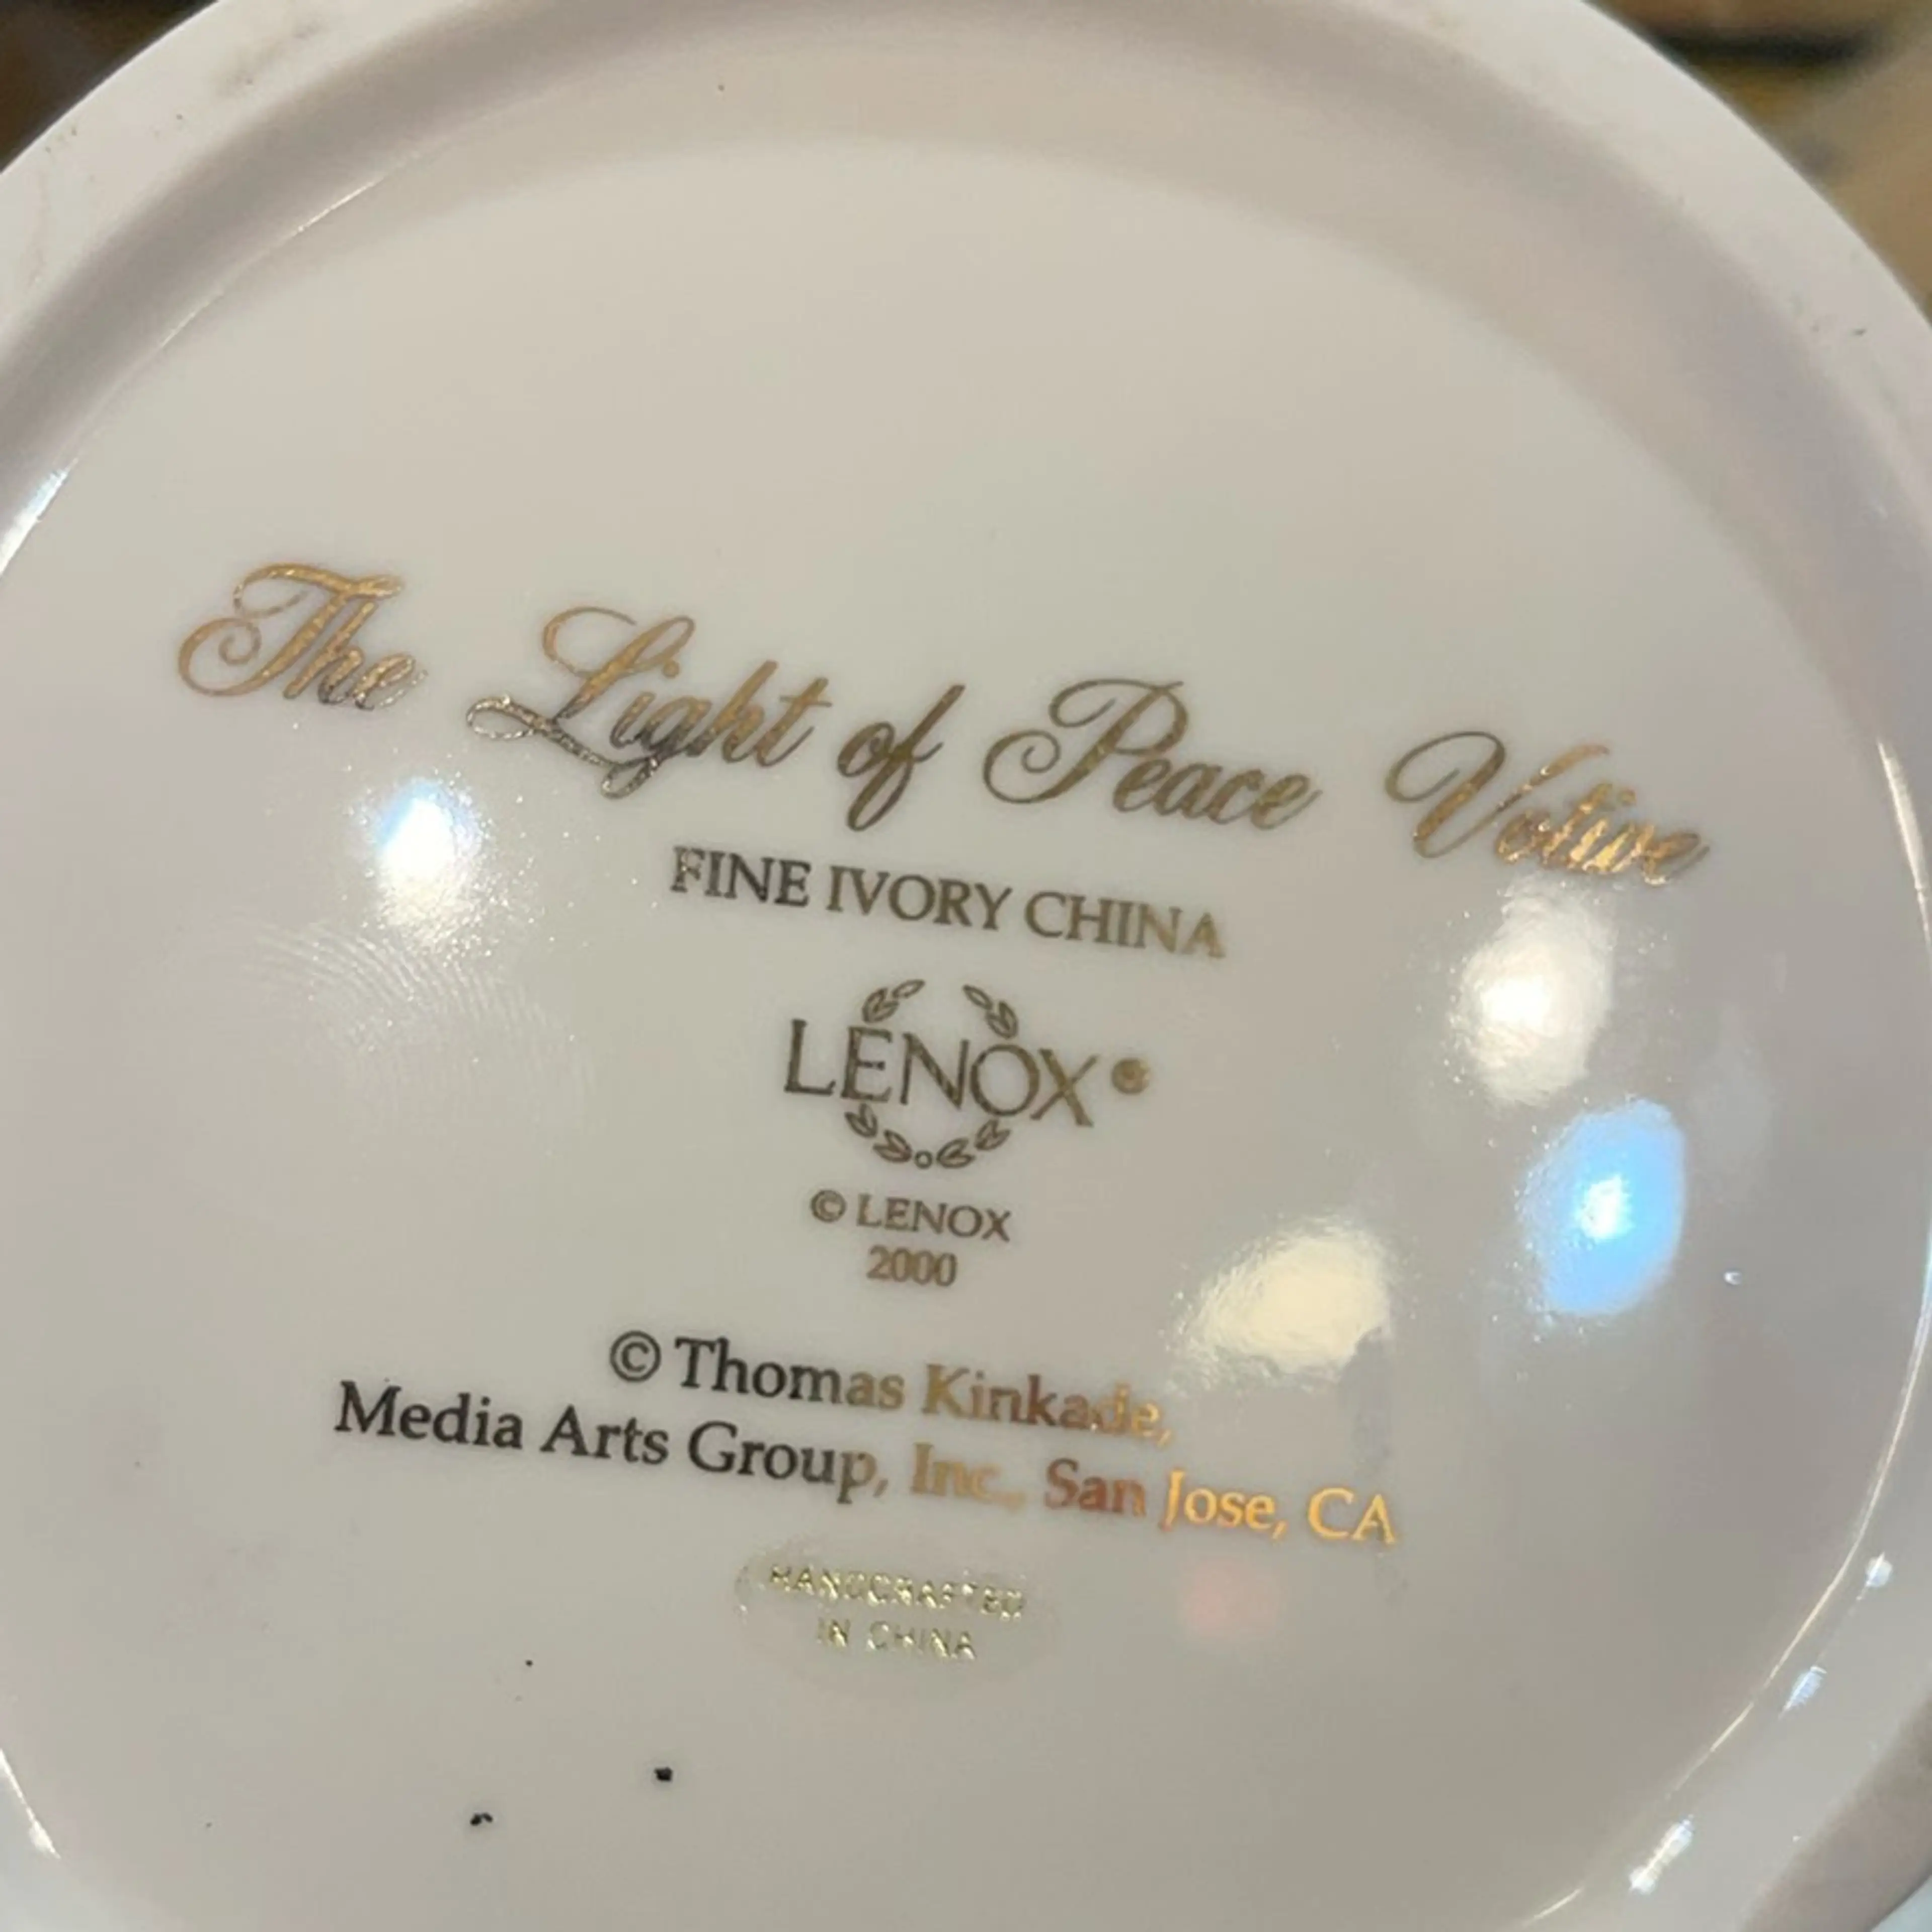 The Light of Peace Votive
FINE IVORY CHINA
LENOX®
© LENOX
2000
© Thomas Kinkade,
Media Arts Group, Inc., San Jose, CA
HANDCRAFTED
IN CHINA